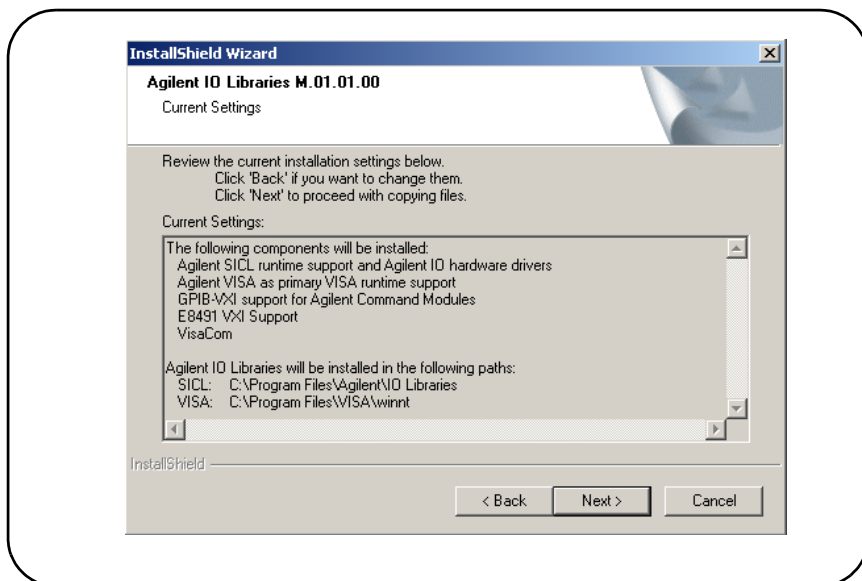 InstallShield Wizard
Agilent IO Libraries M.01.01.00
Current Settings
Review the current installation settings below.
Click 'Back' if you want to change them.
Click 'Next' to proceed with copying files.
Current Settings:
The following components will be installed:
Agilent SICL runtime support and Agilent IO hardware drivers
Agilent VISA as primary VISA runtime support
GPIB-VXI support for Agilent Command Modules
E8491 VXI Support
VisaCom
Agilent IO Libraries will be installed in the following paths:
SICL: C:\Program Files\Agilent\IO Libraries
VISA: C:\Program Files\VISA\winnt
InstallShield
< Back Next > Cancel